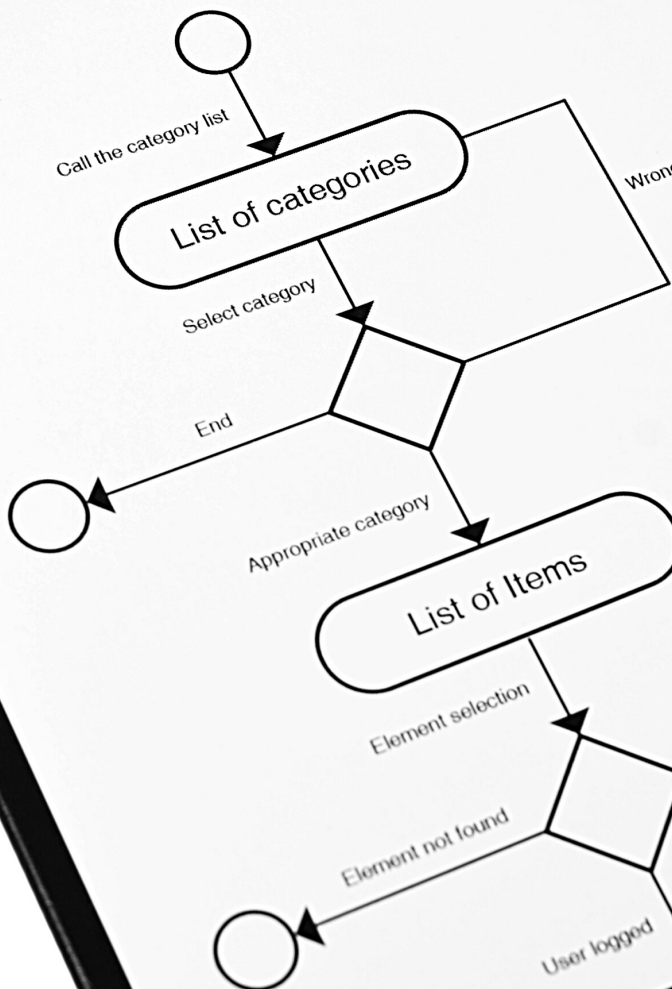 Call the category list
List of categories
Select category
End
Appropriate category
List of Items
Element selection
Element not found
User logged